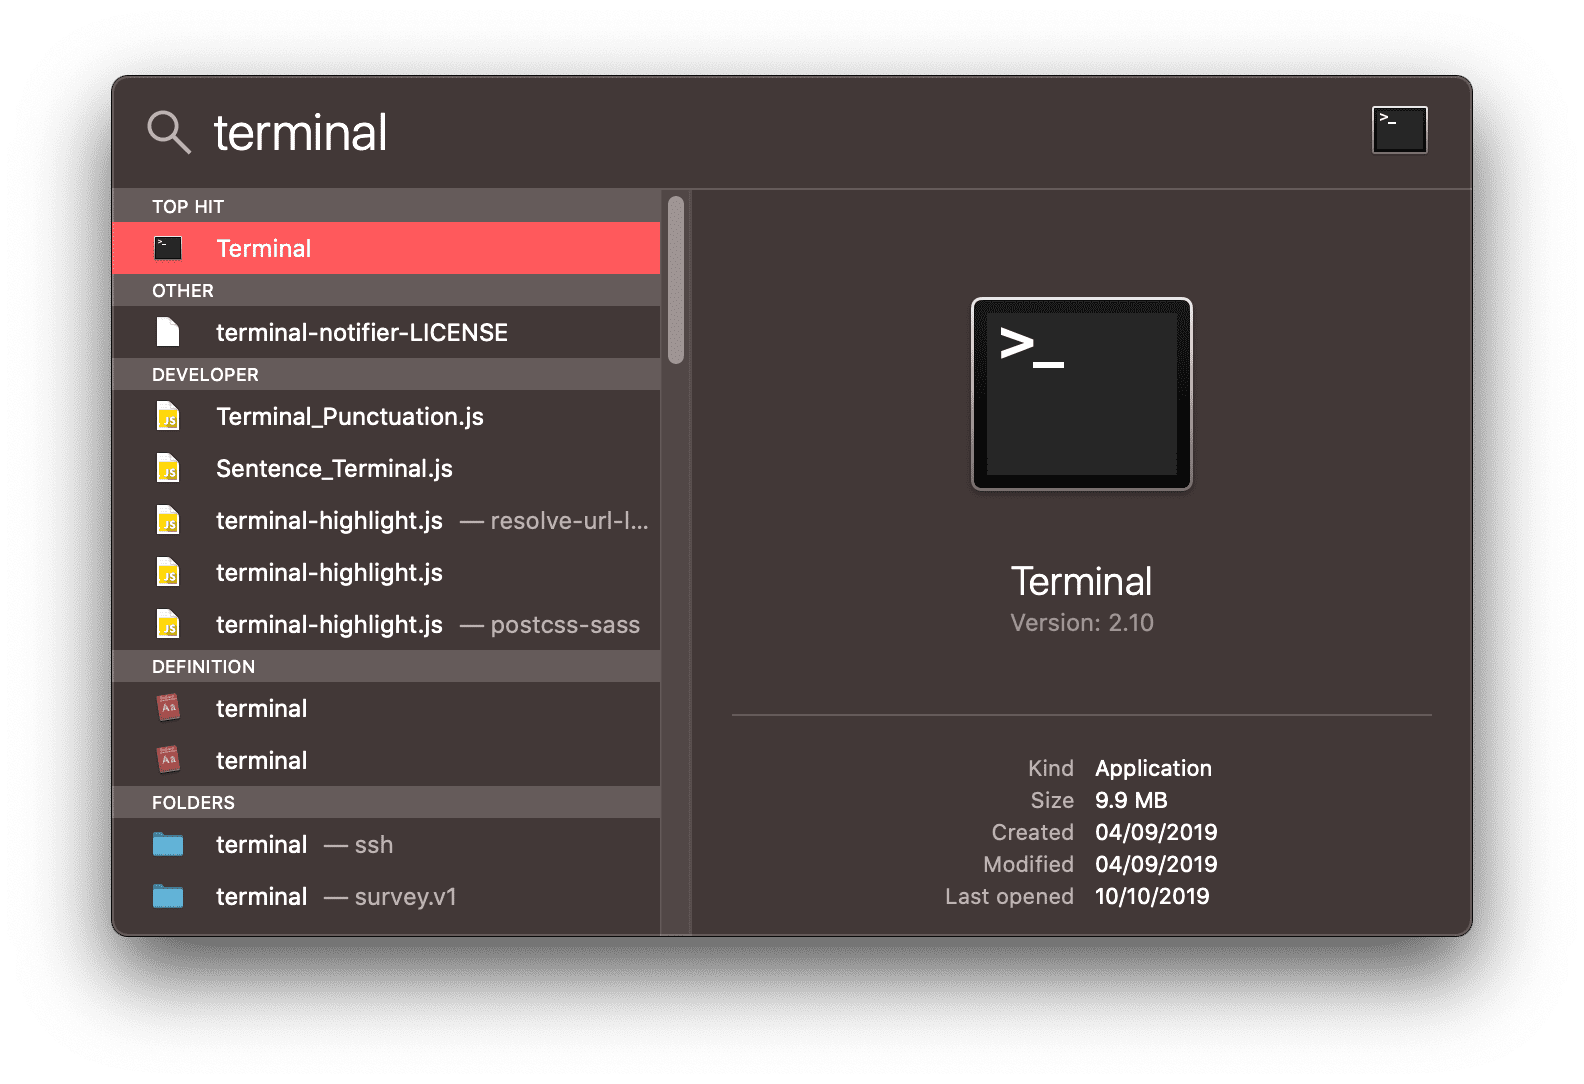 terminal
TOP HIT
Terminal
OTHER
terminal-notifier-LICENSE
DEVELOPER
Terminal_Punctuation.js
Sentence_Terminal.js
terminal-highlight.js — resolve-url-l...
terminal-highlight.js
terminal-highlight.js — postcss-sass
DEFINITION
terminal
terminal
FOLDERS
terminal — ssh
terminal — survey.v1
>_
Terminal
Version: 2.10
Kind Application
Size 9.9 MB
Created 04/09/2019
Modified 04/09/2019
Last opened 10/10/2019